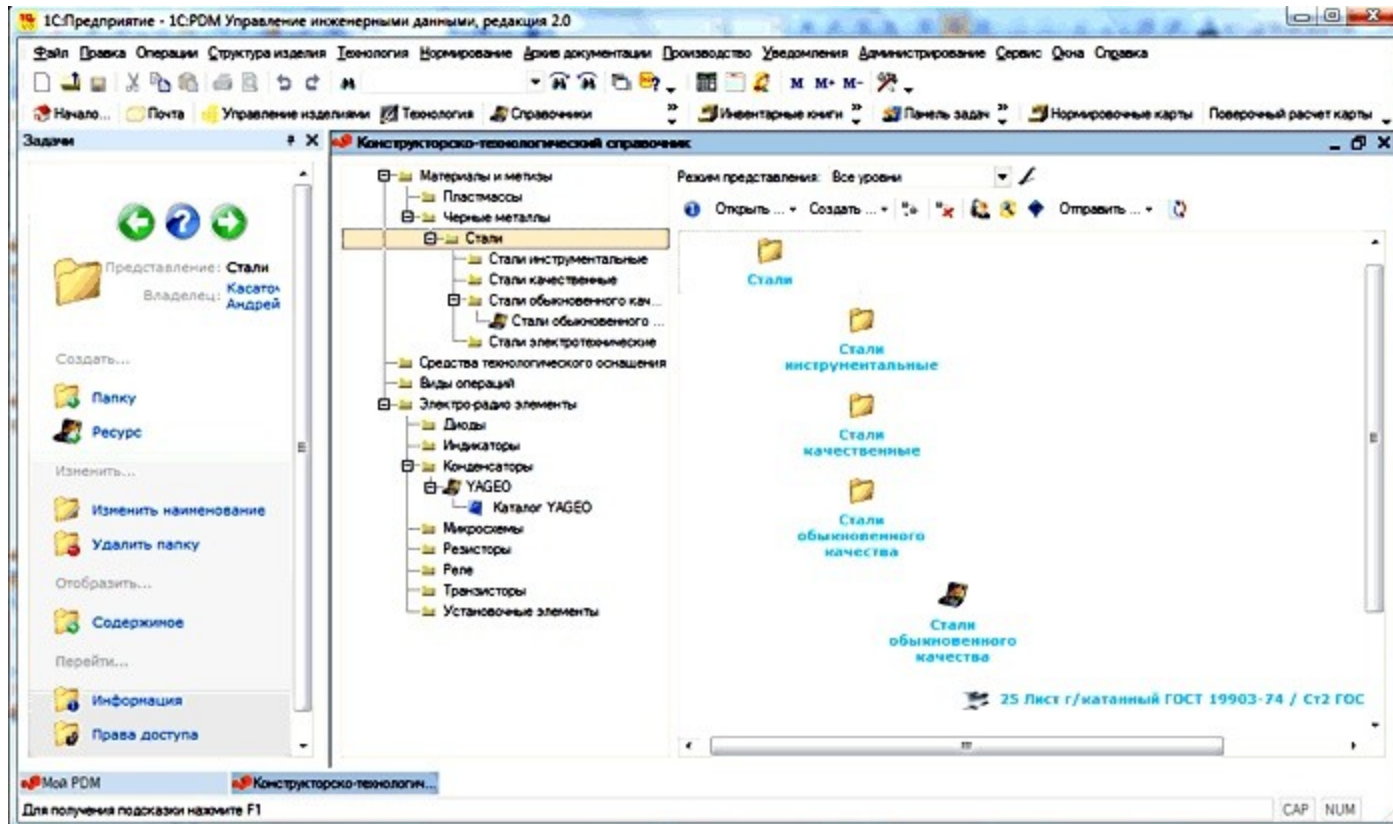 1С:Предприятие - 1С:PDM Управление инженерными данными, редакция 2.0
Файл Правка Операции Структура изделия Технология Нормирование Архив документации Производство Уведомления Администрирование Сервис Окна Справка
M M+ M-
Начало... Почта Управление изделиями Технология Справочники Инвентарные книги Панель задач Нормировочные карты Поверочный расчет карты
Задачи
Представление: Стали
Владелец: Касаточ
Андрей
Создать...
Папку
Ресурс
Изменить...
Изменить наименование
Удалить папку
Отобразить...
Содержимое
Перейти...
Информация
Права доступа
Конструкторско-технологический справочник
Материалы и метизы
Пластмассы
Черные металлы
Стали
Стали инструментальные
Стали качественные
Стали обыкновенного кач...
Стали обыкновенного ...
Стали электротехнические
Средства технологического оснащения
Виды операций
Электро-радио элементы
Диоды
Индикаторы
Конденсаторы
YAGEO
Каталог YAGEO
Микросхемы
Резисторы
Реле
Транзисторы
Установочные элементы
Режим представления: Все уровни
Открыть ... Создать ... Отправить ...
Стали
Стали
инструментальные
Стали
качественные
Стали
обыкновенного
качества
Стали
обыкновенного
качества
25 Лист г/катанный ГОСТ 19903-74 / Ст2 ГОС
Мой PDM Конструкторско-технологич...
Для получения подсказки нажмите F1
CAP NUM